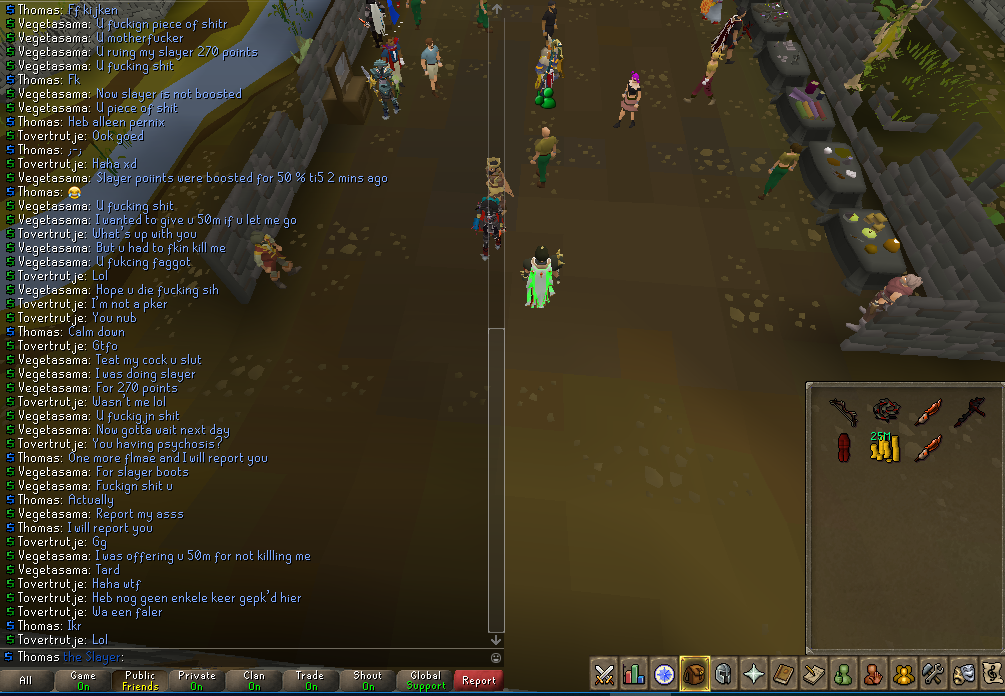 Thomas: Ff kijken
Vegetasama: U fuckign piece of shitr
Vegetasama: U motherfucker
Vegetasama: U ruing my slayer 270 points
Vegetasama: U fucking shit
Thomas: Fk
Vegetasama: Now slayer is not boosted
Vegetasama: U piece of shit
Thomas: Heb alleen pernix
Tovertrutje: Ook goed
Thomas: ;-;
Tovertrutje: Haha xd
Vegetasama: Slayer poiints were boosted for 50 % ti5 2 mins ago
Thomas: 😂
Vegetasama: U fucking shit
Vegetasama: I wanted to give u 50m if u let me go
Tovertrutje: What's up with you
Vegetasama: But u had to fkin kill me
Vegetasama: U fukcing faggot
Tovertrutje: Lol
Vegetasama: Hope u die fucking sih
Tovertrutje: I'm not a pker
Tovertrutje: You nub
Thomas: Calm down
Tovertrutje: Gtfo
Vegetasama: Teat my cock u slut
Vegetasama: I was doing slayer
Vegetasama: For 270 points
Tovertrutje: Wasn't me lol
Vegetasama: U fuckigjn shit
Vegetasama: Now gotta wait next day
Tovertrutje: You having psychosis?
Thomas: One more flmae and I will report you
Vegetasama: For slayer boots
Vegetasama: Fuckign shit u
Thomas: Actually
Vegetasama: Report my asss
Thomas: I will report you
Tovertrutje: Gg
Vegetasama: I was offering u 50m for not killling me
Vegetasama: Tard
Tovertrutje: Haha wtf
Tovertrutje: Heb nog geen enkele keer gepk'd hier
Tovertrutje: Wa een faler
Thomas: Ikr
Tovertrutje: Lol
Thomas the Slayer:
25M
All
Game On
Public Friends
Private On
Clan On
Trade On
Shout On
Global Support
Report